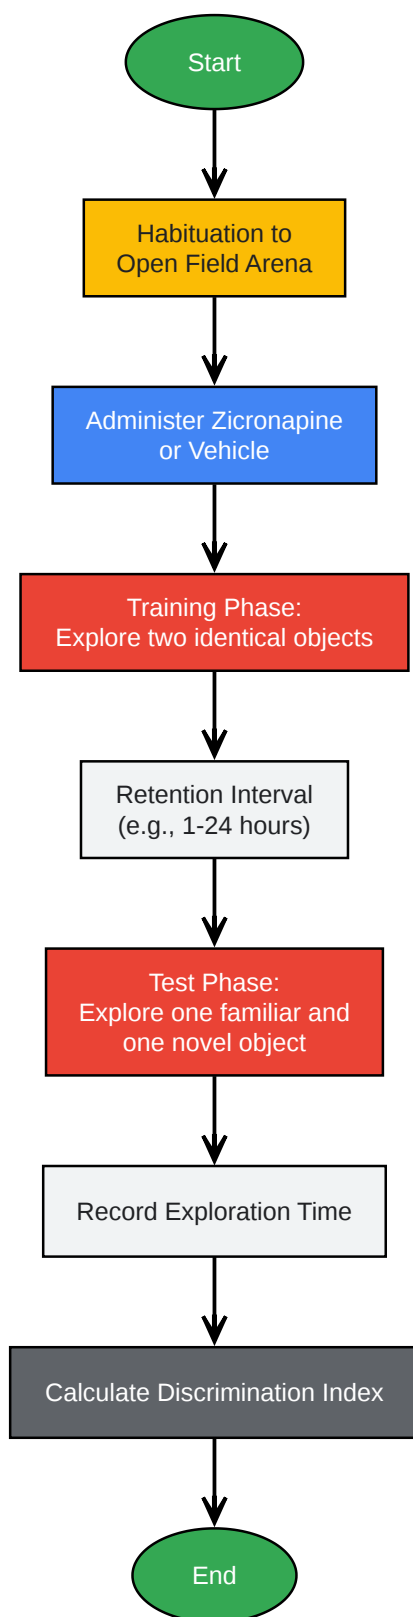 Start
Habituation to
Open Field Arena
Administer Zicronapine
or Vehicle
Training Phase:
Explore two identical objects
Retention Interval
(e.g., 1-24 hours)
Test Phase:
Explore one familiar and
one novel object
Record Exploration Time
Calculate Discrimination Index
End